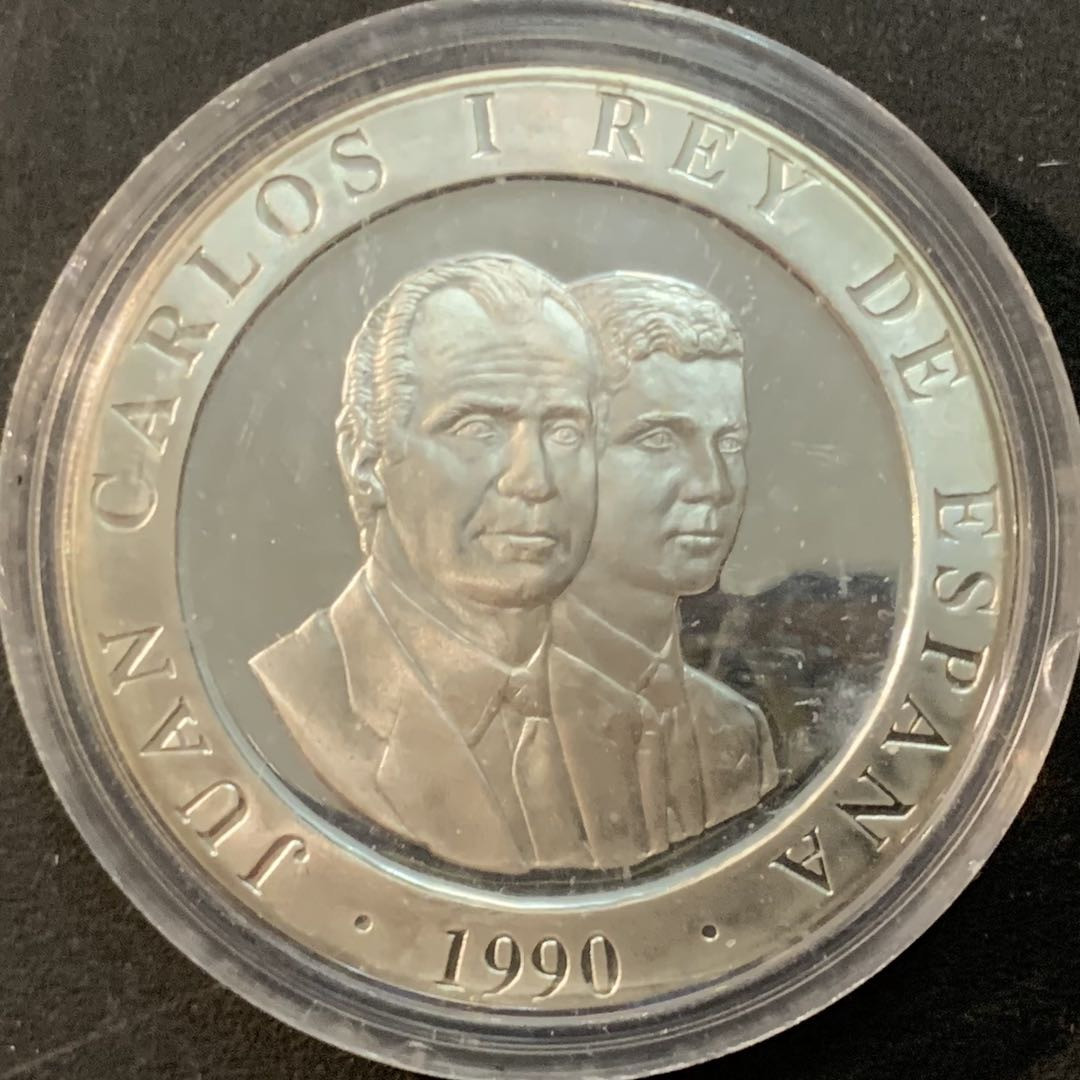 JUAN CARLOS I REY DE ESPAÑA
· 1990 ·